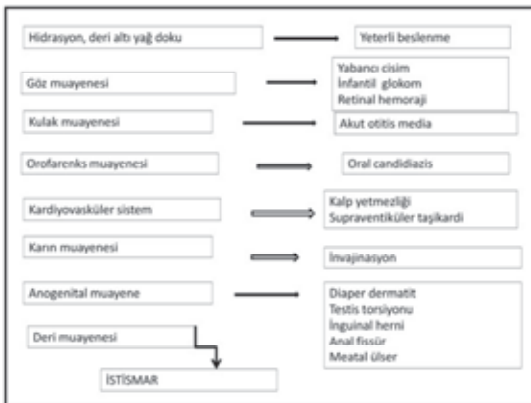 Hidrasyon, deri altı yağ doku
Yeterli beslenme
Göz muayenesi
Yabancı cisim
İnfantil glokom
Retinal hemoraji
Kulak muayenesi
Akut otitis media
Orofarenks muayenesi
Oral candidiazis
Kardiyovasküler sistem
Kalp yetmezliği
Supraventiküler taşikardi
Karın muayenesi
İnvajinasyon
Anogenital muayene
Diaper dermatit
Testis torsiyonu
İnguinal herni
Anal fissür
Meatal ülser
Deri muayenesi
İSTİSMAR